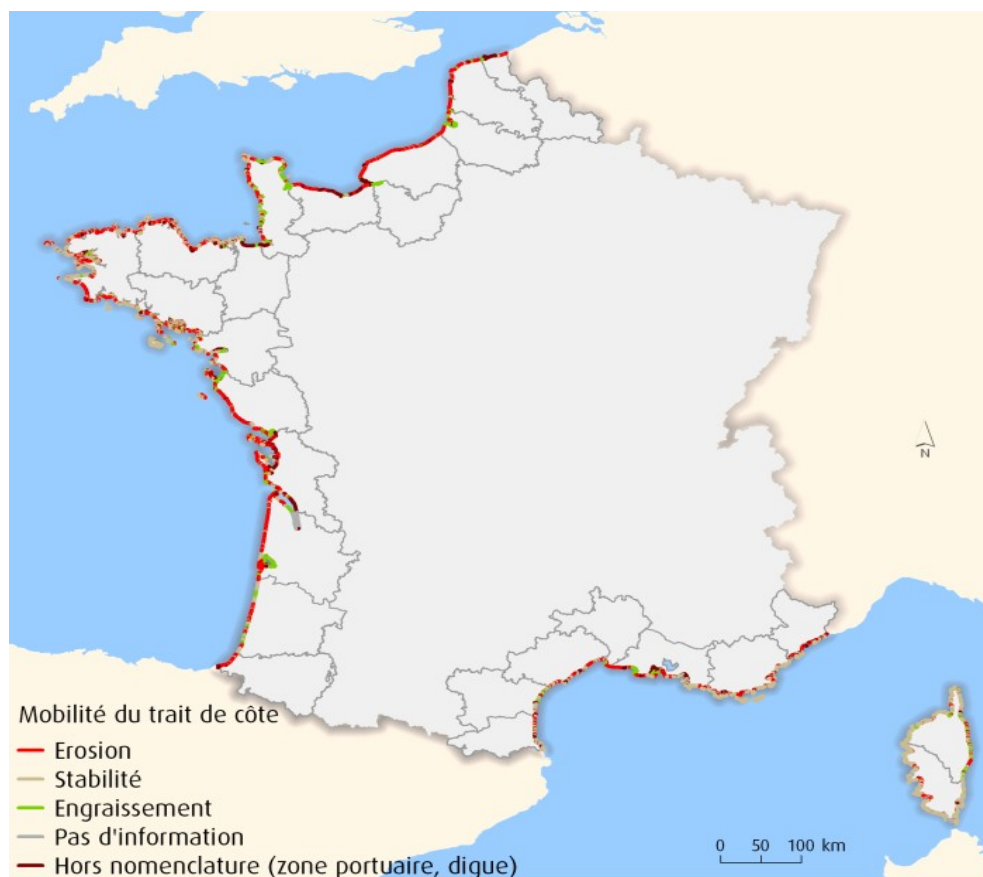 N
Mobilité du trait de côte
Erosion
Stabilité
Engraissement
Pas d'information
Hors nomenclature (zone portuaire, digue)
0 50 100 km